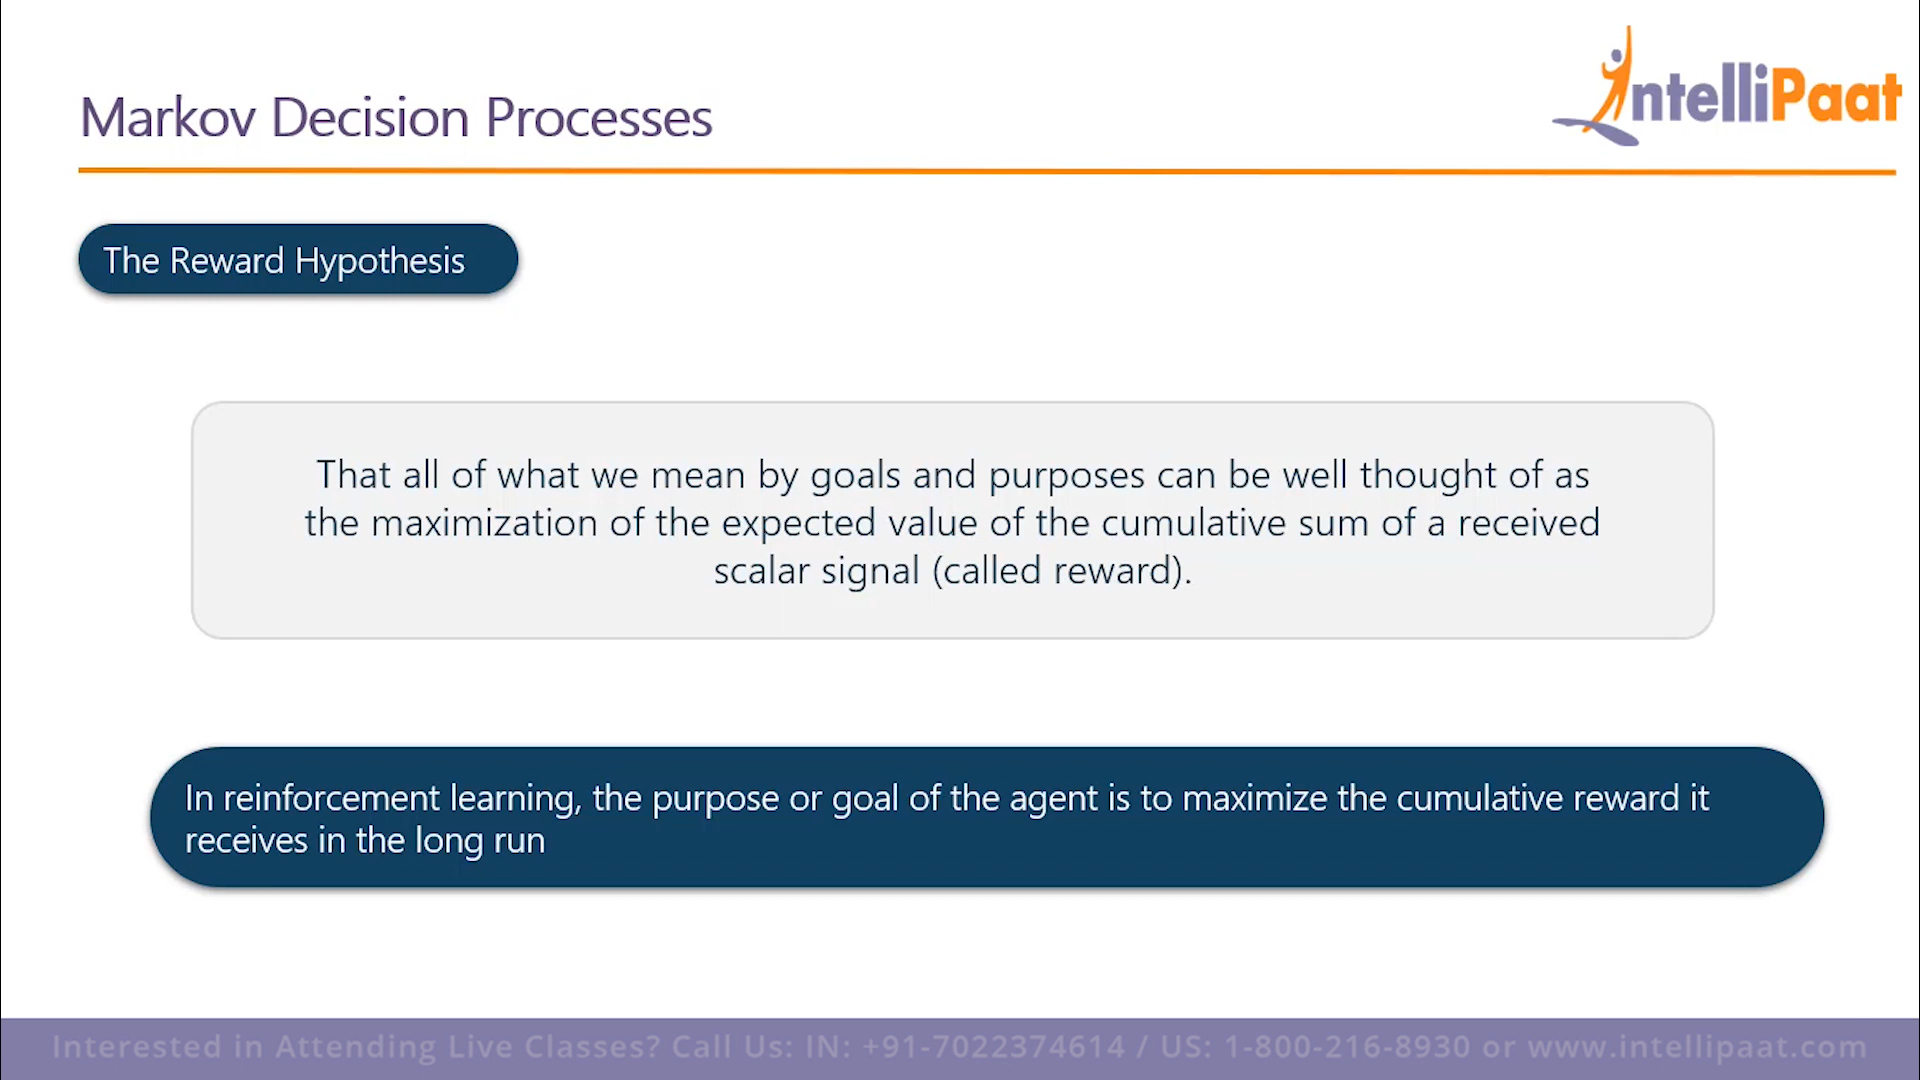 IntelliPaat
Markov Decision Processes
The Reward Hypothesis
That all of what we mean by goals and purposes can be well thought of as
the maximization of the expected value of the cumulative sum of a received
scalar signal (called reward).
In reinforcement learning, the purpose or goal of the agent is to maximize the cumulative reward it
receives in the long run
Interested in Attending Live Classes? Call Us: IN: +91-7022374614 / US: 1-800-216-8930 or www.intellipaat.com